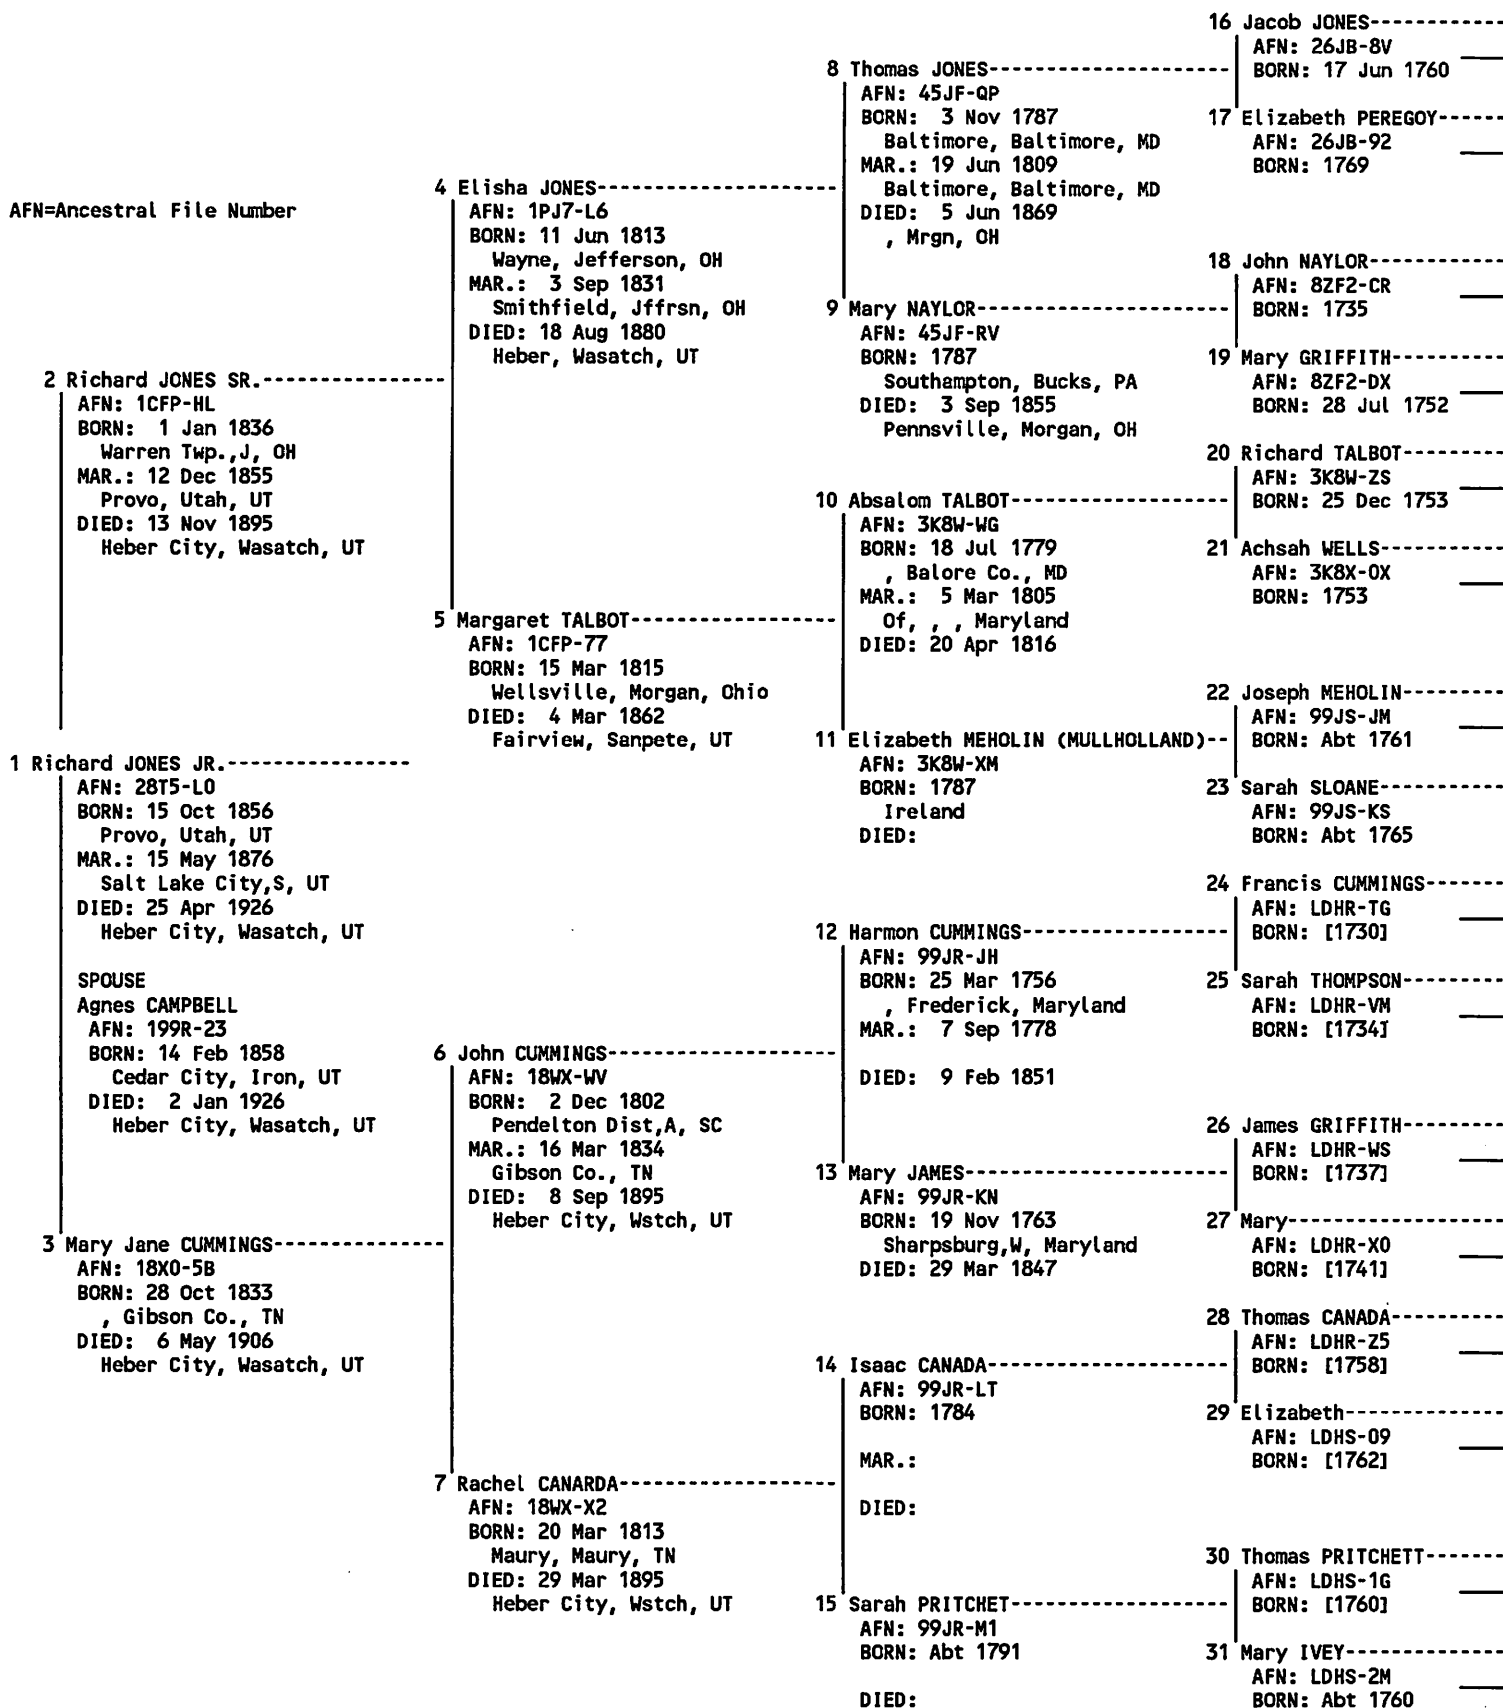 AFN=Ancestral File Number
1 Richard JONES JR.
AFN: 28T5-L0
BORN: 15 Oct 1856
Provo, Utah, UT
MAR.: 15 May 1876
Salt Lake City,S, UT
DIED: 25 Apr 1926
Heber City, Wasatch, UT
SPOUSE
Agnes CAMPBELL
AFN: 199R-23
BORN: 14 Feb 1858
Cedar City, Iron, UT
DIED: 2 Jan 1926
Heber City, Wasatch, UT
2 Richard JONES SR.
AFN: 1CFP-HL
BORN: 1 Jan 1836
Warren Twp.,J, OH
MAR.: 12 Dec 1855
Provo, Utah, UT
DIED: 13 Nov 1895
Heber City, Wasatch, UT
3 Mary Jane CUMMINGS
AFN: 18X0-5B
BORN: 28 Oct 1833
, Gibson Co., TN
DIED: 6 May 1906
Heber City, Wasatch, UT
4 Elisha JONES
AFN: 1PJ7-L6
BORN: 11 Jun 1813
Wayne, Jefferson, OH
MAR.: 3 Sep 1831
Smithfield, Jffrsn, OH
DIED: 18 Aug 1880
Heber, Wasatch, UT
5 Margaret TALBOT
AFN: 1CFP-77
BORN: 15 Mar 1815
Wellsville, Morgan, Ohio
DIED: 4 Mar 1862
Fairview, Sanpete, UT
6 John CUMMINGS
AFN: 18WX-WV
BORN: 2 Dec 1802
Pendelton Dist,A, SC
MAR.: 16 Mar 1834
Gibson Co., TN
DIED: 8 Sep 1895
Heber City, Wstch, UT
7 Rachel CANARDA
AFN: 18WX-X2
BORN: 20 Mar 1813
Maury, Maury, TN
DIED: 29 Mar 1895
Heber City, Wstch, UT
8 Thomas JONES
AFN: 45JF-QP
BORN: 3 Nov 1787
Baltimore, Baltimore, MD
MAR.: 19 Jun 1809
Baltimore, Baltimore, MD
DIED: 5 Jun 1869
, Mrgn, OH
9 Mary NAYLOR
AFN: 45JF-RV
BORN: 1787
Southampton, Bucks, PA
DIED: 3 Sep 1855
Pennsville, Morgan, OH
10 Absalom TALBOT
AFN: 3K8W-WG
BORN: 18 Jul 1779
, Balore Co., MD
MAR.: 5 Mar 1805
Of, , , Maryland
DIED: 20 Apr 1816
11 Elizabeth MEHOLIN (MULLHOLLAND)
AFN: 3K8W-XM
BORN: 1787
Ireland
DIED:
12 Harmon CUMMINGS
AFN: 99JR-JH
BORN: 25 Mar 1756
, Frederick, Maryland
MAR.: 7 Sep 1778
DIED: 9 Feb 1851
13 Mary JAMES
AFN: 99JR-KN
BORN: 19 Nov 1763
Sharpsburg,W, Maryland
DIED: 29 Mar 1847
14 Isaac CANADA
AFN: 99JR-LT
BORN: 1784
MAR.:
DIED:
15 Sarah PRITCHET
AFN: 99JR-M1
BORN: Abt 1791
DIED:
16 Jacob JONES
AFN: 26JB-8V
BORN: 17 Jun 1760
17 Elizabeth PEREGOY
AFN: 26JB-92
BORN: 1769
18 John NAYLOR
AFN: 8ZF2-CR
BORN: 1735
19 Mary GRIFFITH
AFN: 8ZF2-DX
BORN: 28 Jul 1752
20 Richard TALBOT
AFN: 3K8W-ZS
BORN: 25 Dec 1753
21 Achsah WELLS
AFN: 3K8X-0X
BORN: 1753
22 Joseph MEHOLIN
AFN: 99JS-JM
BORN: Abt 1761
23 Sarah SLOANE
AFN: 99JS-KS
BORN: Abt 1765
24 Francis CUMMINGS
AFN: LDHR-TG
BORN: [1730]
25 Sarah THOMPSON
AFN: LDHR-VM
BORN: [1734]
26 James GRIFFITH
AFN: LDHR-WS
BORN: [1737]
27 Mary
AFN: LDHR-X0
BORN: [1741]
28 Thomas CANADA
AFN: LDHR-Z5
BORN: [1758]
29 Elizabeth
AFN: LDHS-09
BORN: [1762]
30 Thomas PRITCHETT
AFN: LDHS-1G
BORN: [1760]
31 Mary IVEY
AFN: LDHS-2M
BORN: Abt 1760